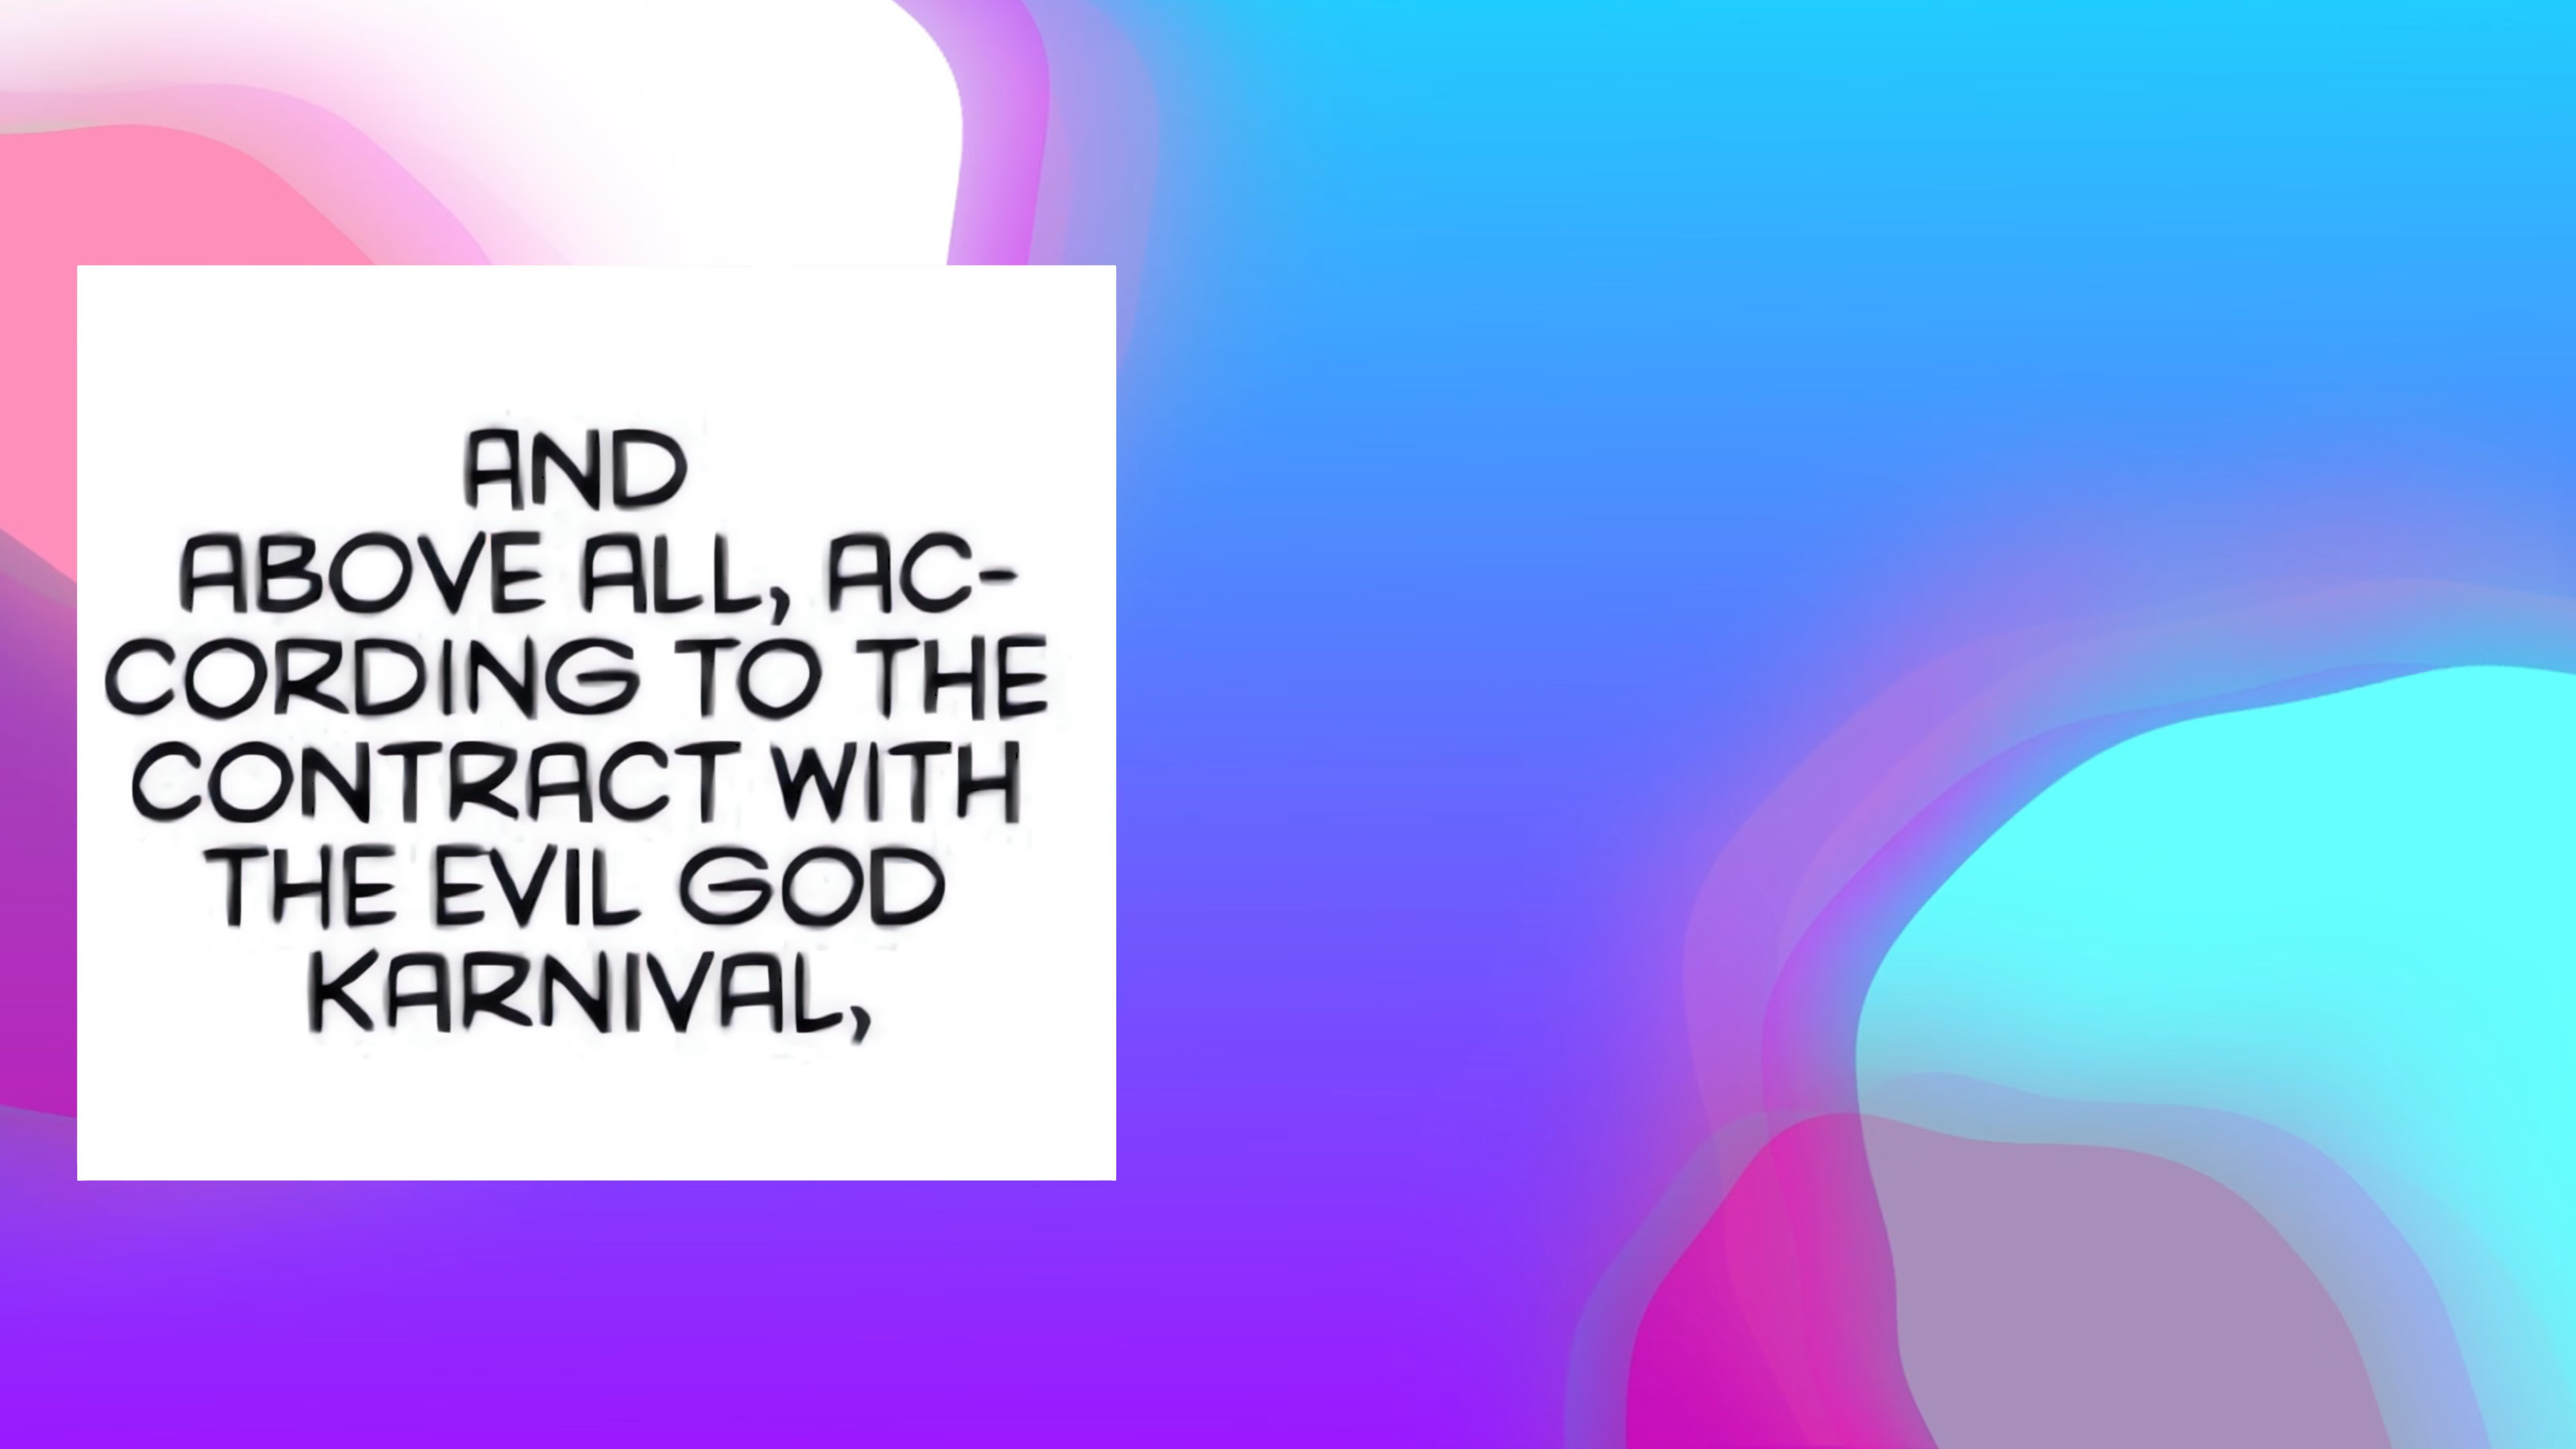 AND
ABOVE ALL, AC-
CORDING TO THE
CONTRACT WITH
THE EVIL GOD
KARNIVAL,